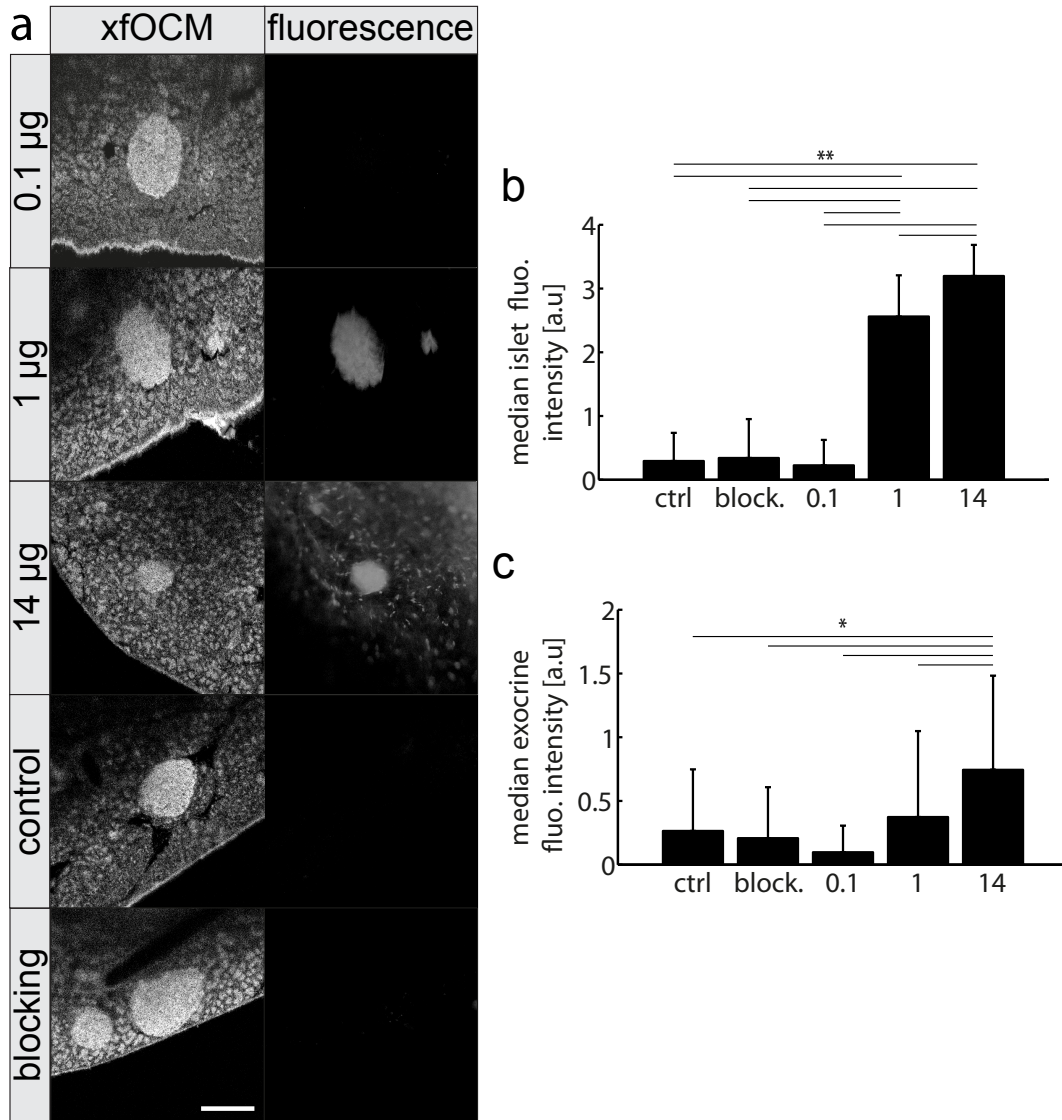 a
xfOCM
fluorescence
0.1 µg
1 µg
14 µg
control
blocking
b
**
median islet fluo.
intensity [a.u]
4
3
2
1
0
ctrl
block.
0.1
1
14
c
*
median exocrine
fluo. intensity [a.u]
2
1.5
1
0.5
0
ctrl
block.
0.1
1
14